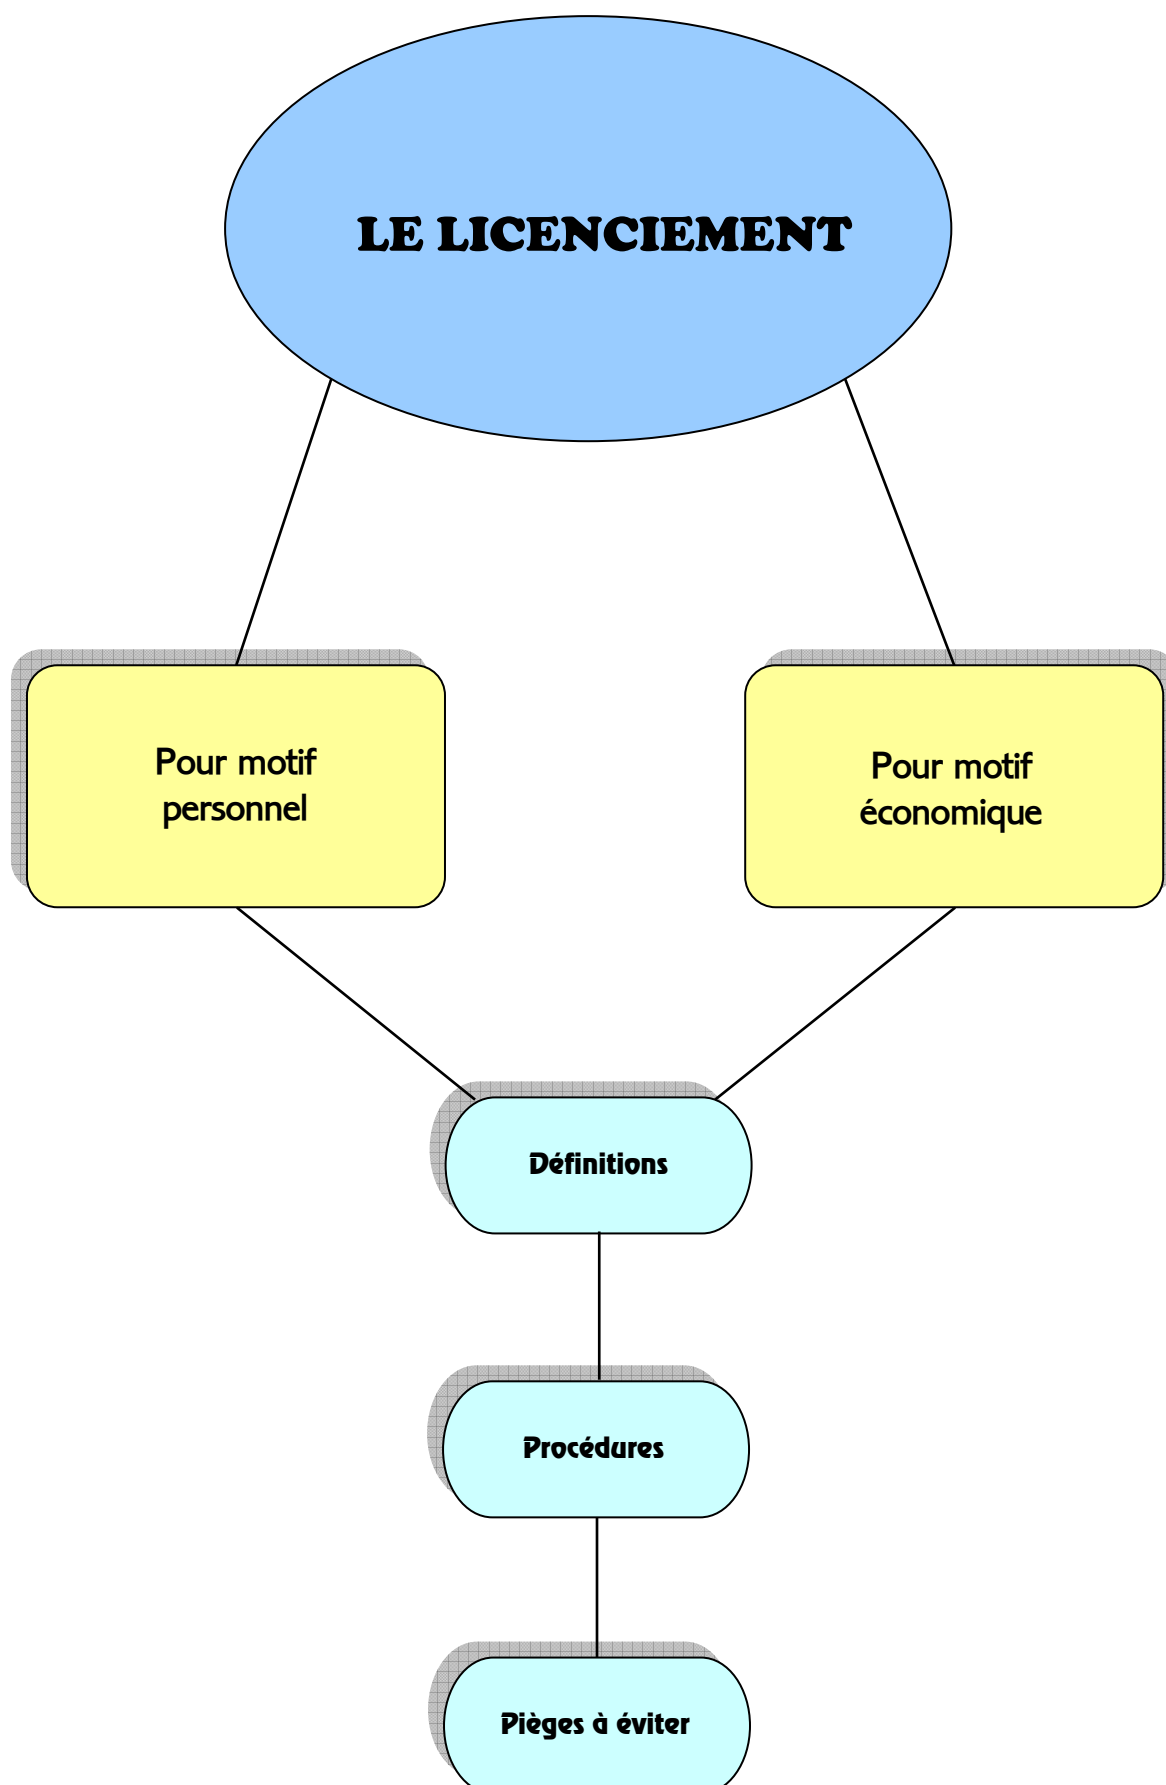 LE LICENCIEMENT
Pour motif
personnel
Pour motif
économique
Définitions
Procédures
Pièges à éviter